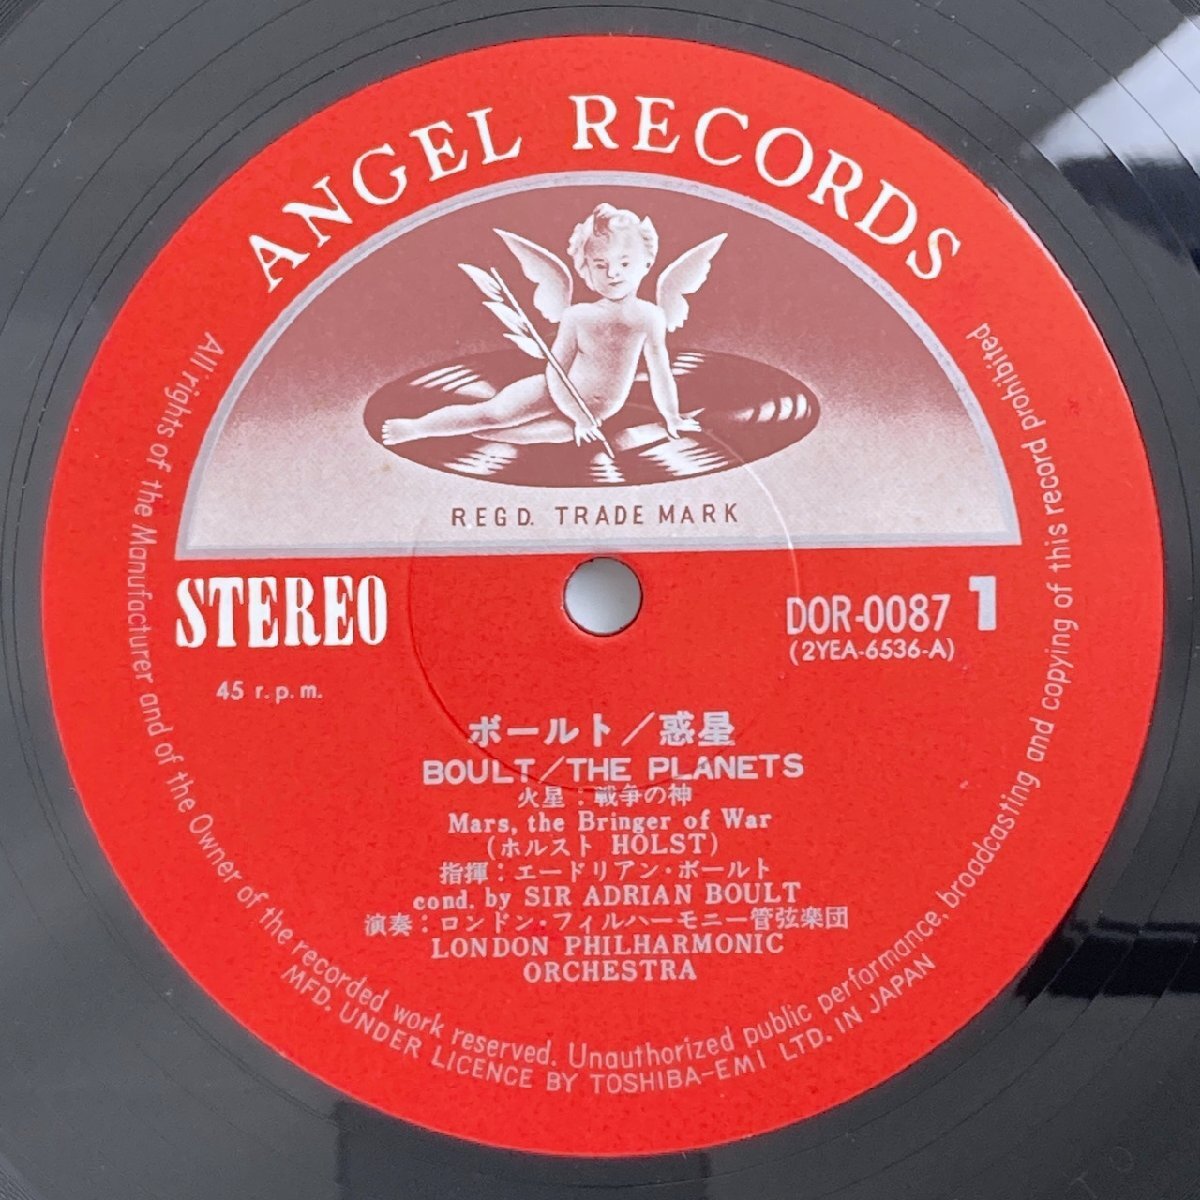 ANGEL RECORDS
REGD. TRADE MARK
STEREO
45 r.p.m.
DOR-0087 1
(2YEA-6536-A)
ボールト／惑星
BOULT/THE PLANETS
火星：戦争の神
Mars, the Bringer of War
(ホルスト HOLST)
指揮：エードリアン・ボールト
cond. by SIR ADRIAN BOULT
演奏：ロンドン・フィルハーモニー管弦楽団
LONDON PHILHARMONIC
ORCHESTRA
All rights of the Manufacturer and of the Owner of the recorded work reserved. Unauthorized public performance, broadcasting and copying of this record prohibited
MFD. UNDER LICENCE BY TOSHIBA-EMI LTD. IN JAPAN